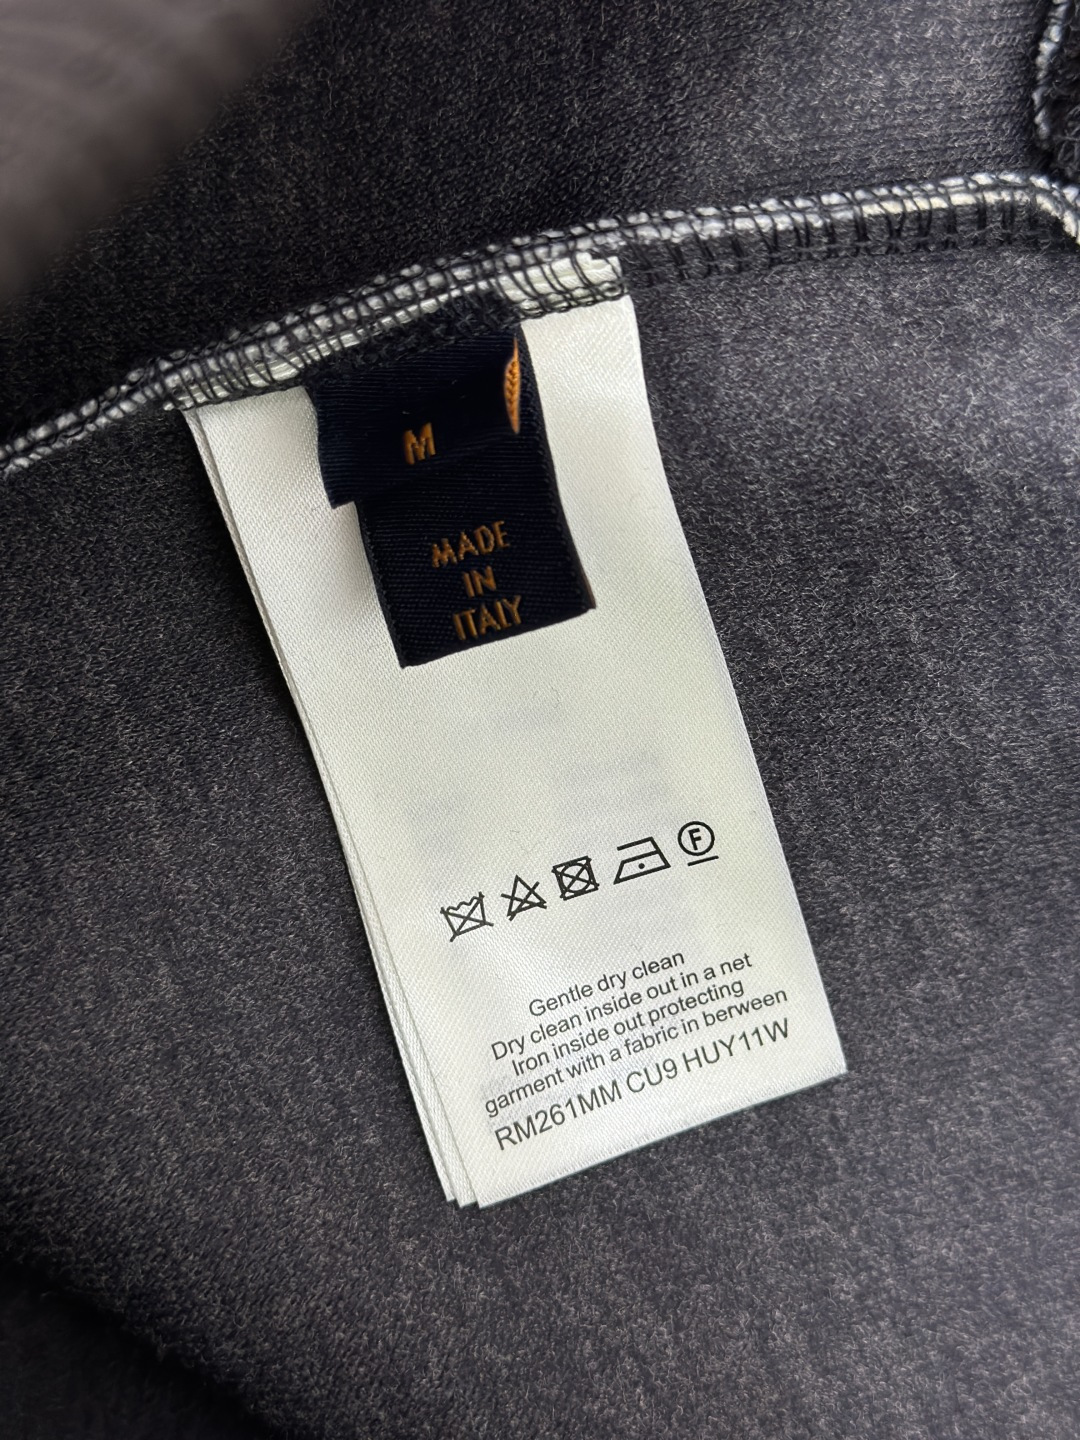 M
MADE
IN
ITALY
F
Gentle dry clean
Dry clean inside out in a net
Iron inside out protecting
garment with a fabric in berween
RM261MM CU9 HUY11W